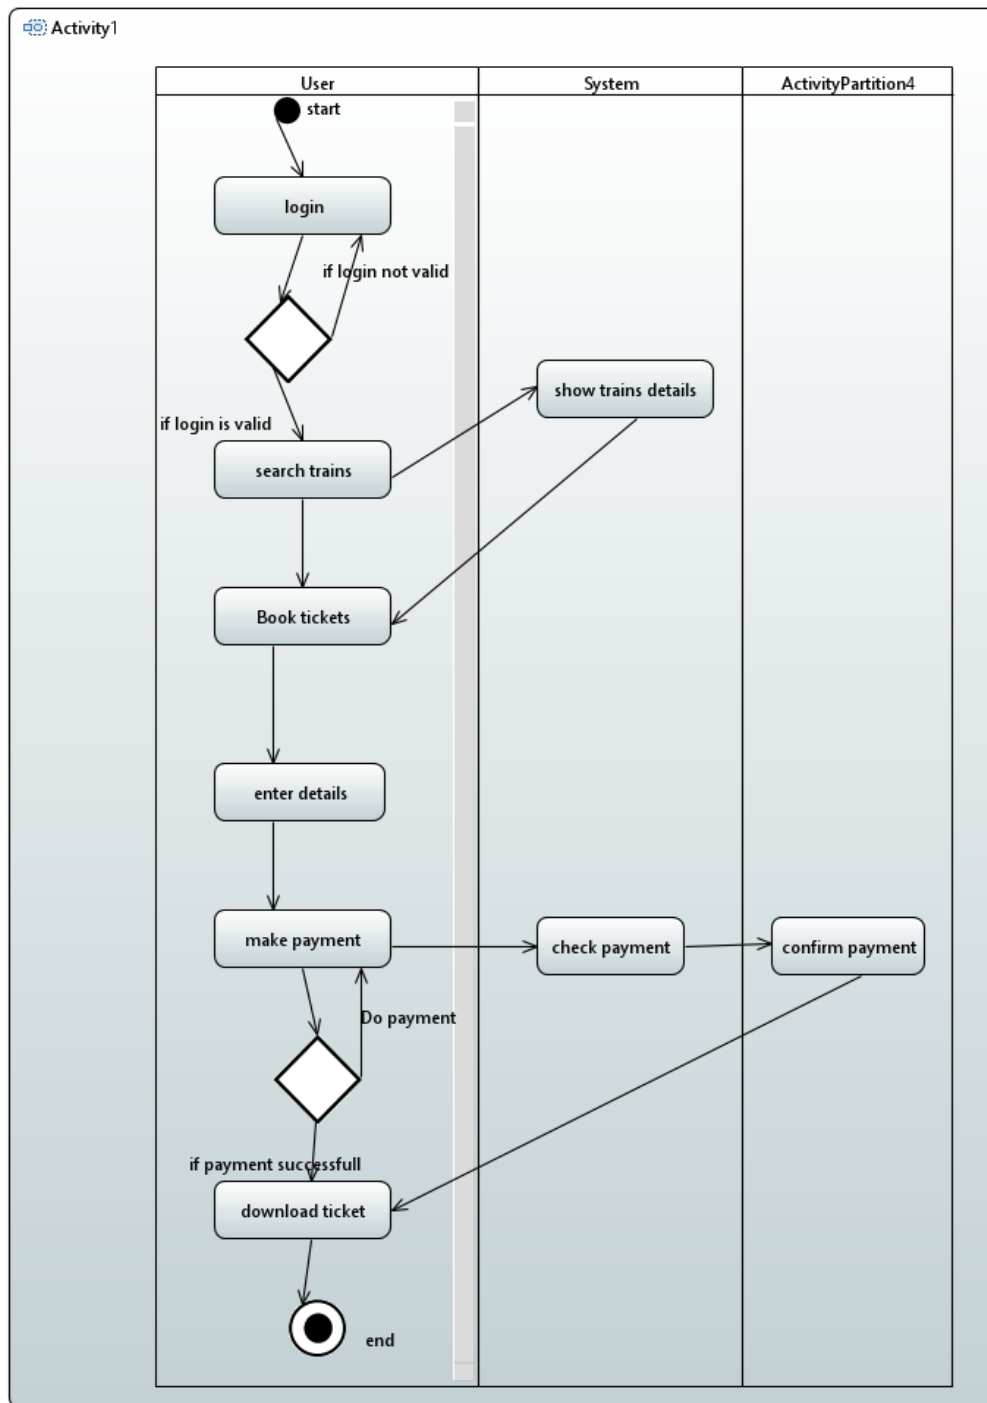 Activity1
User
System
ActivityPartition4
start
login
if login not valid
show trains details
if login is valid
search trains
Book tickets
enter details
make payment
check payment
confirm payment
Do payment
if payment successfull
download ticket
end